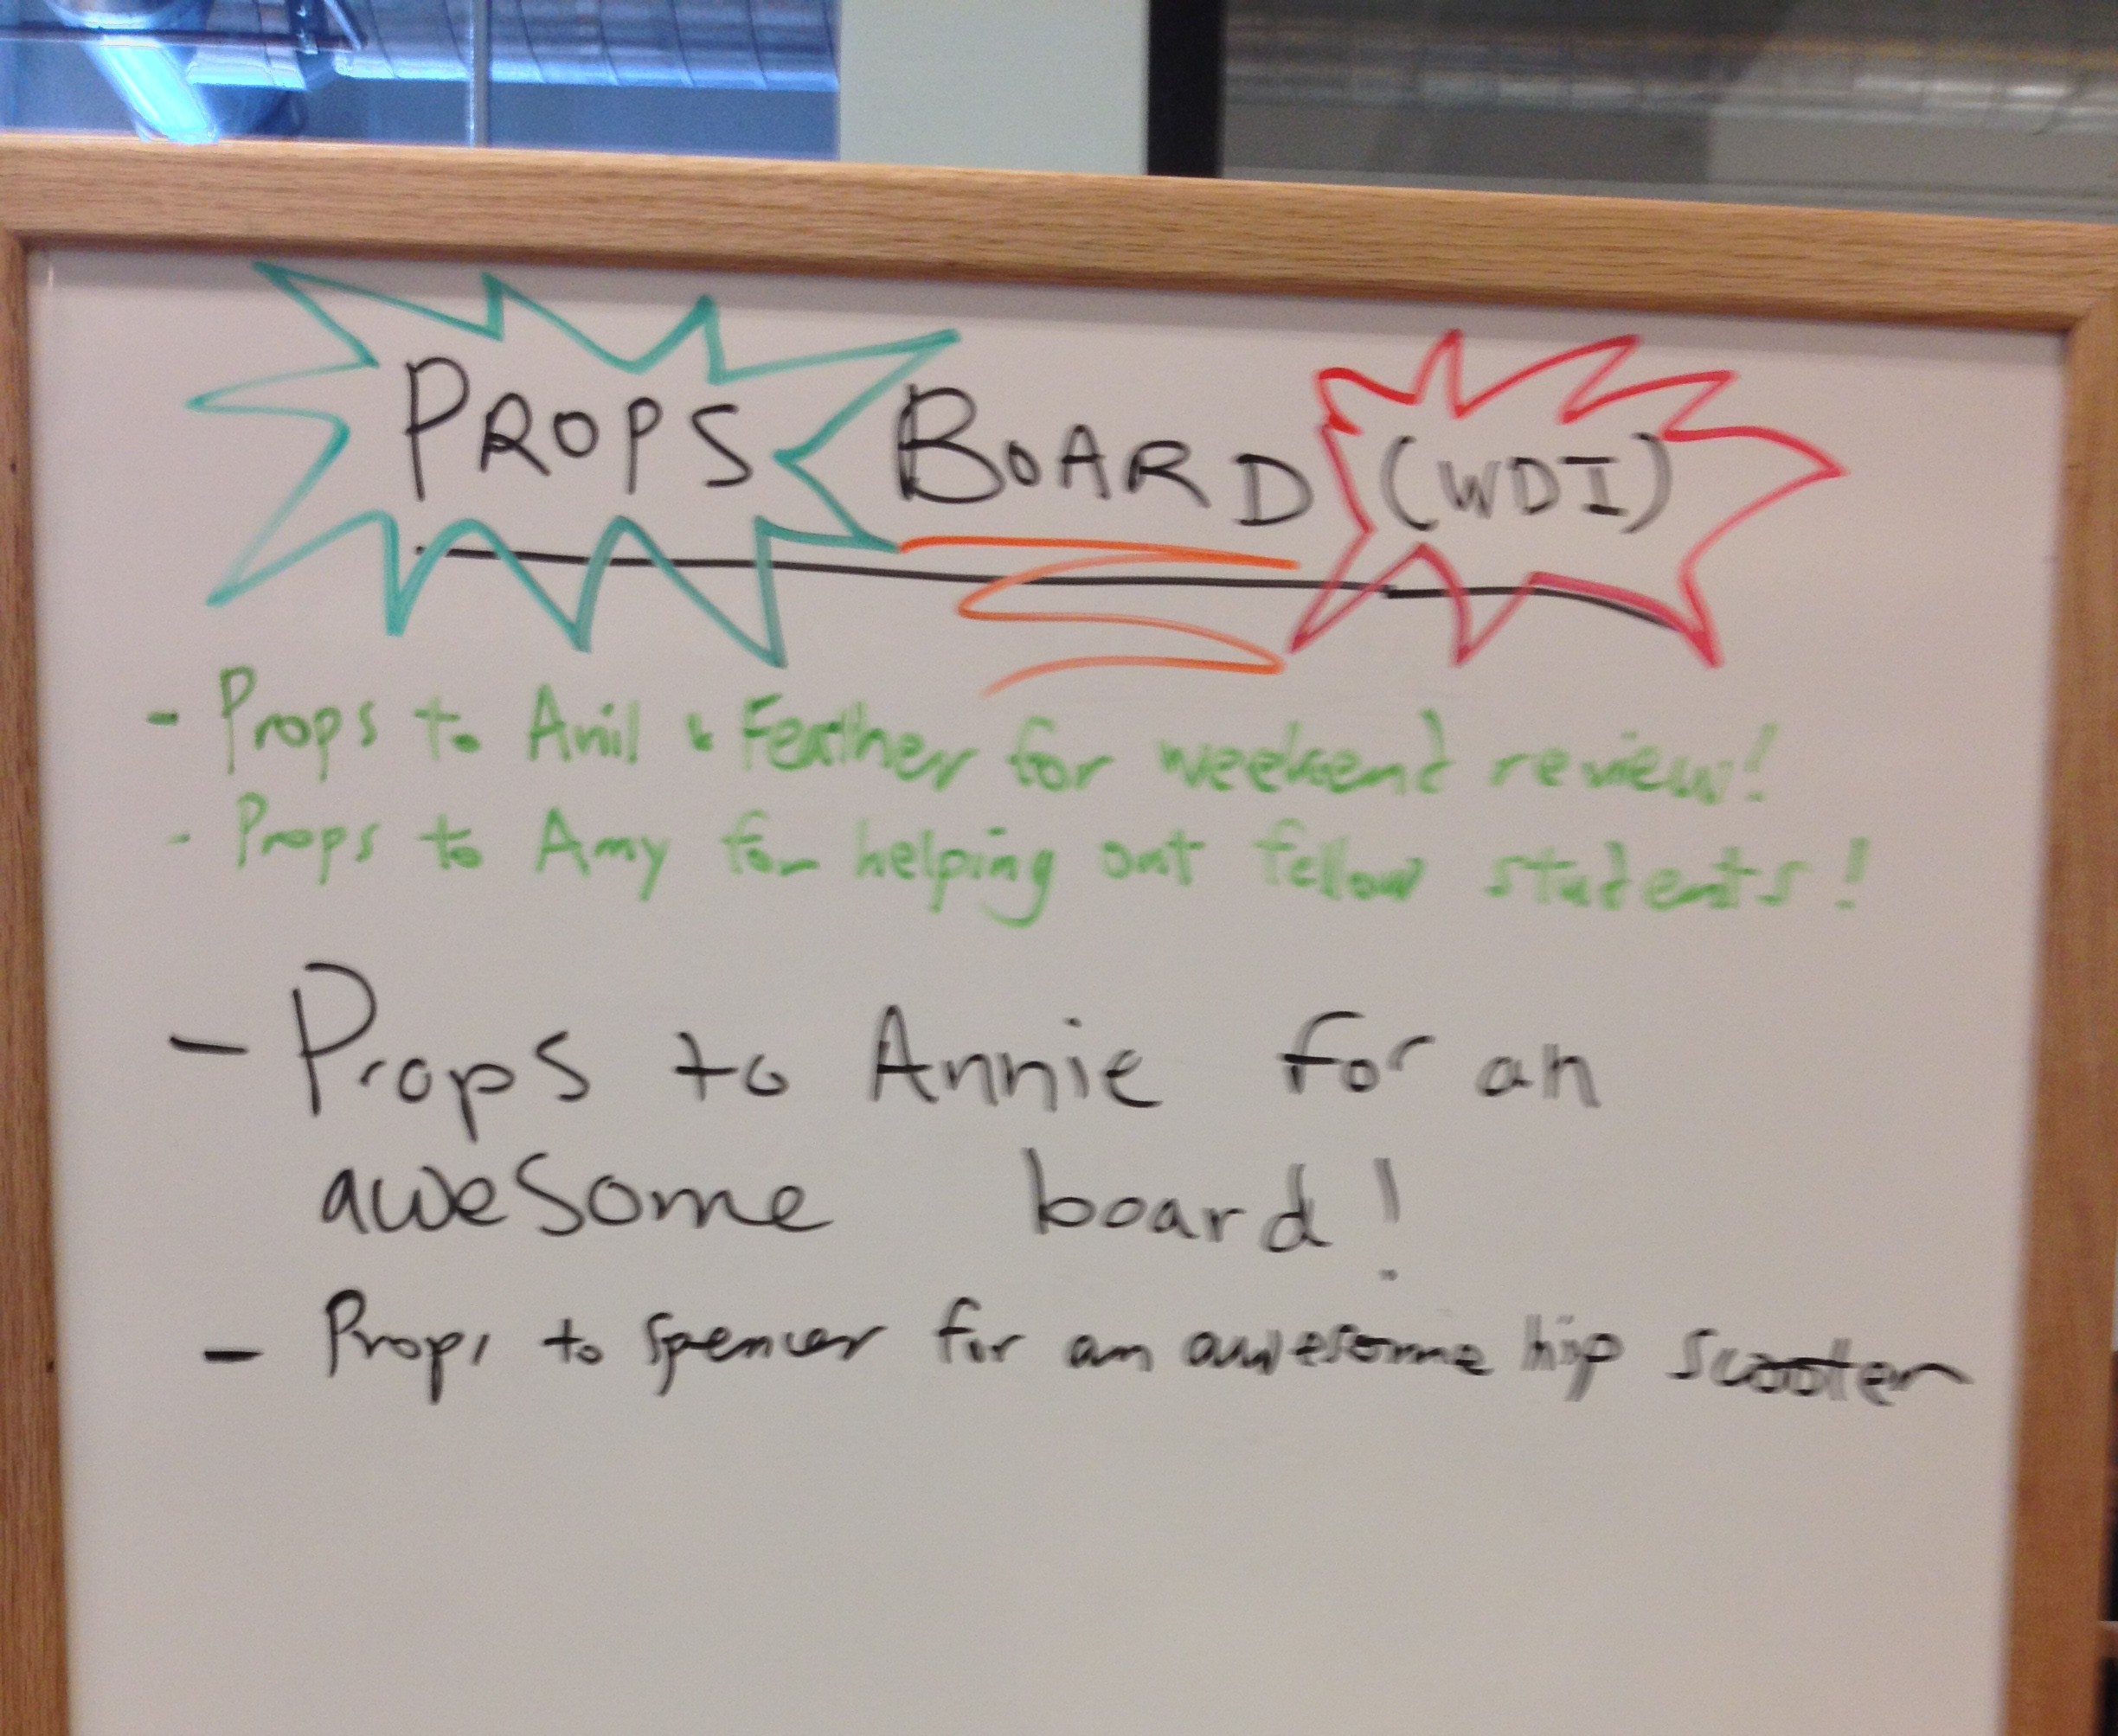 PROPS BOARD (WDI)
- Props to Anil & Feather for weekend review!
- Props to Amy for helping out fellow students!
- Props to Annie for an
awesome board!
- Props to Spencer for an awesome hip scooter